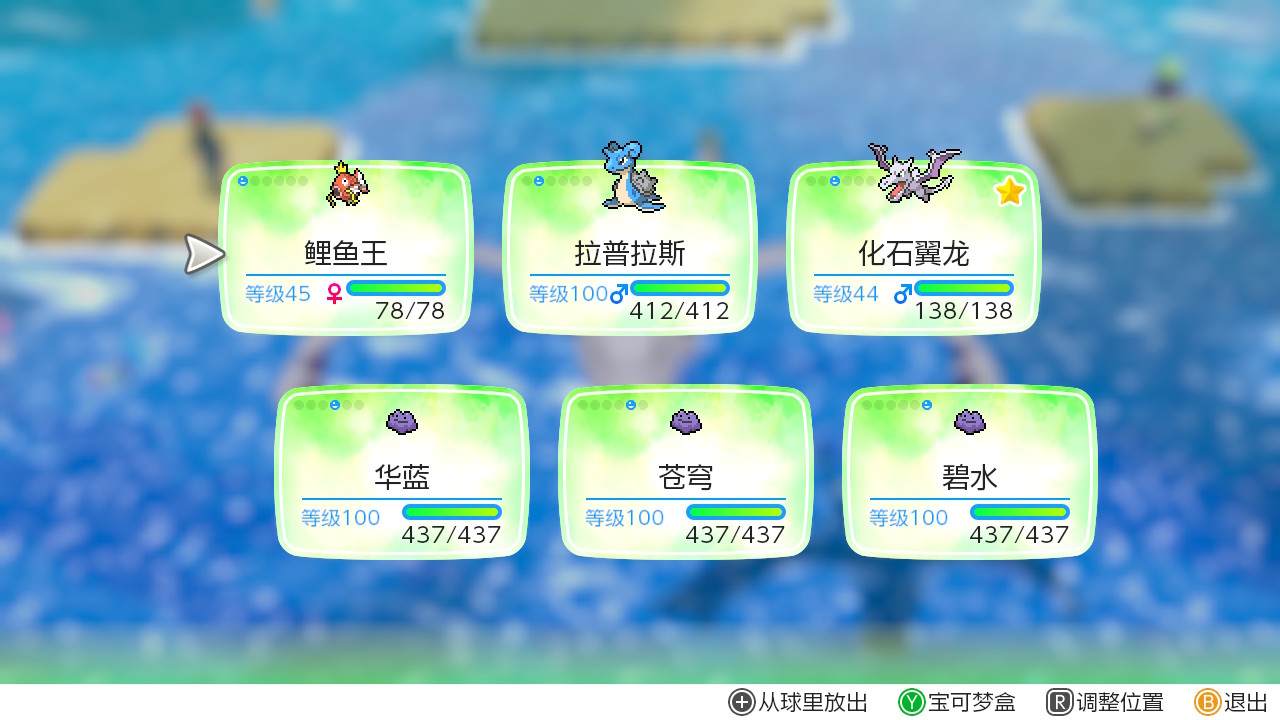 鲤鱼王
等级45 ♀
78/78
拉普拉斯
等级100 ♂
412/412
化石翼龙
等级44 ♂
138/138
华蓝
等级100
437/437
苍穹
等级100
437/437
碧水
等级100
437/437
+从球里放出 Y宝可梦盒 R调整位置 B退出